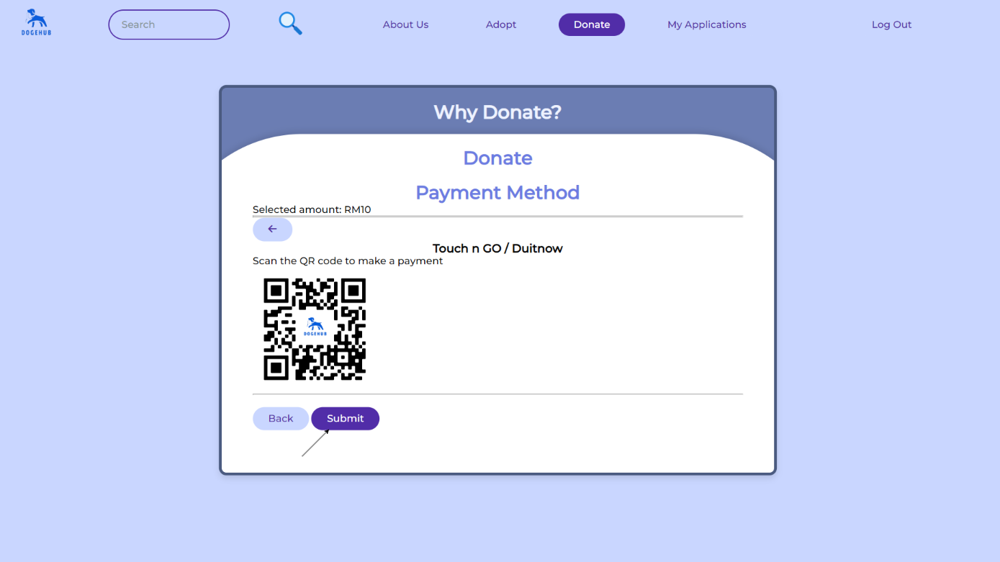 DOGEHUB
Search
About Us
Adopt
Donate
My Applications
Log Out
Why Donate?
Donate
Payment Method
Selected amount: RM10
←
Touch n GO / Duitnow
Scan the QR code to make a payment
DOGEHUB
Back
Submit